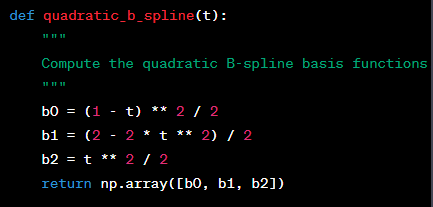 def quadratic_b_spline(t):
"""
Compute the quadratic B-spline basis functions
"""
b0 = (1 - t) ** 2 / 2
b1 = (2 - 2 * t ** 2) / 2
b2 = t ** 2 / 2
return np.array([b0, b1, b2])